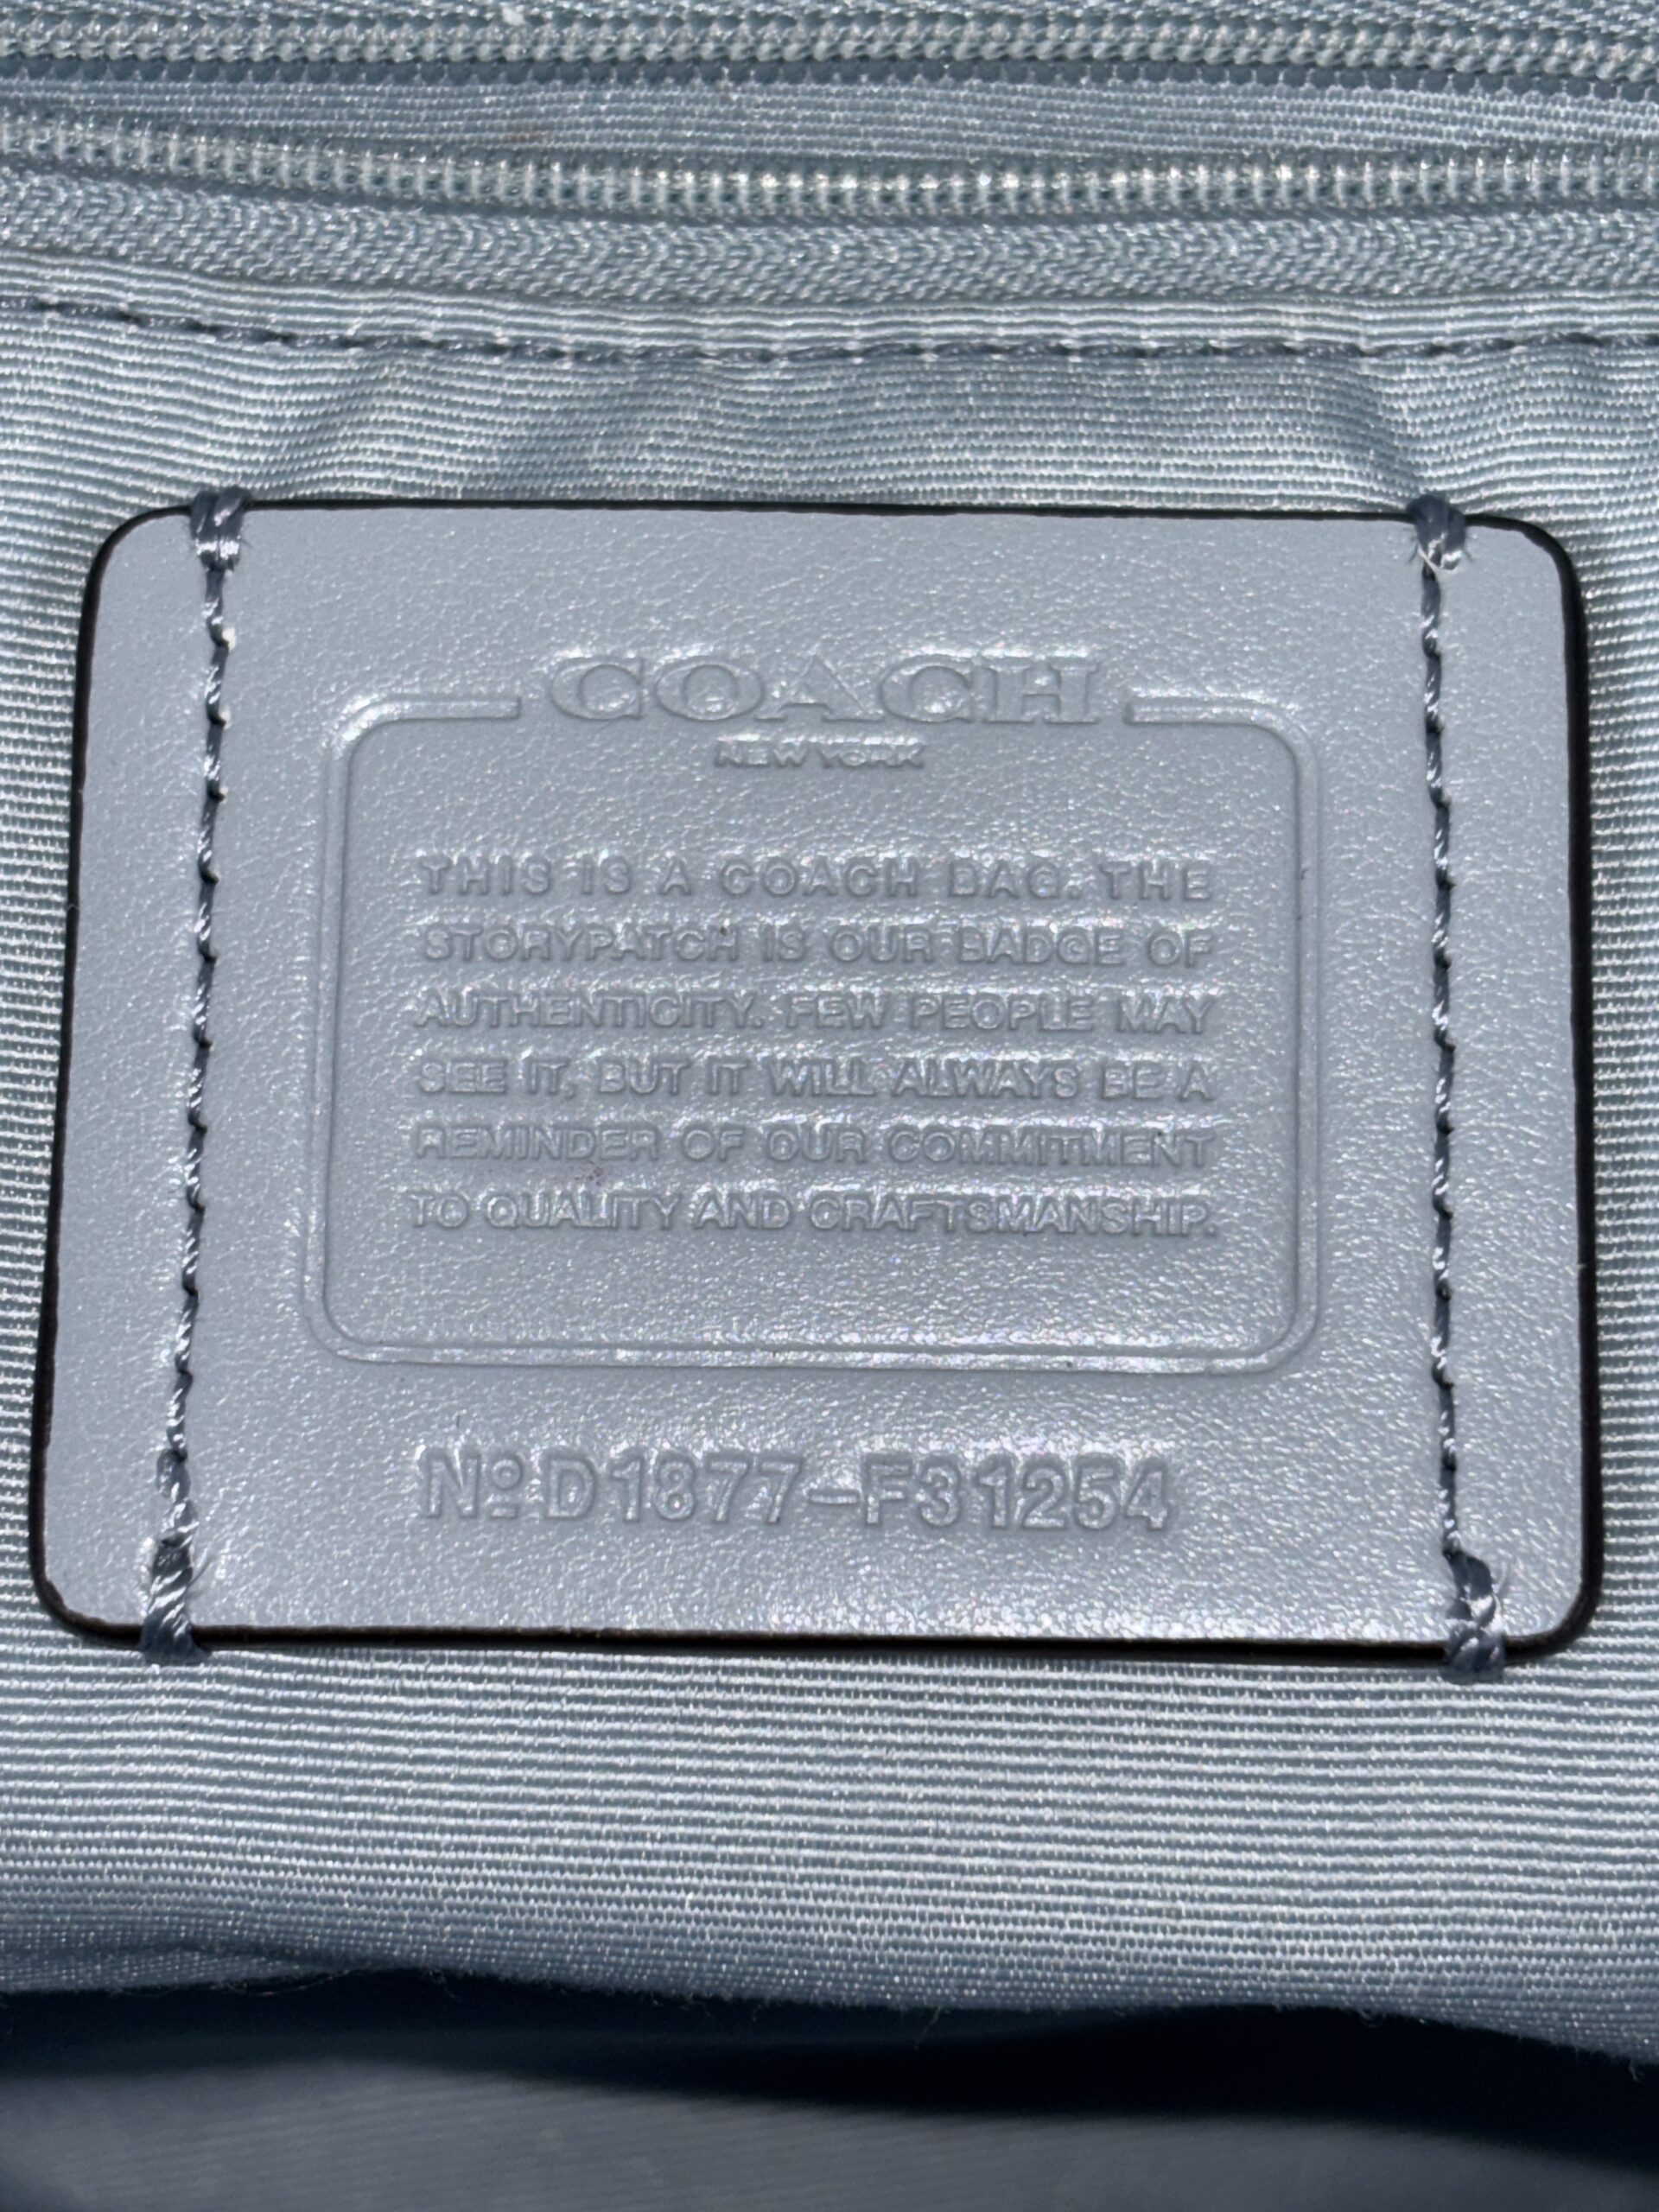 COACH
NEW YORK
THIS IS A COACH BAG. THE
STORYPATCH IS OUR BADGE OF
AUTHENTICITY. FEW PEOPLE MAY
SEE IT, BUT IT WILL ALWAYS BE A
REMINDER OF OUR COMMITMENT
TO QUALITY AND CRAFTSMANSHIP.
Nº D1877-F31254